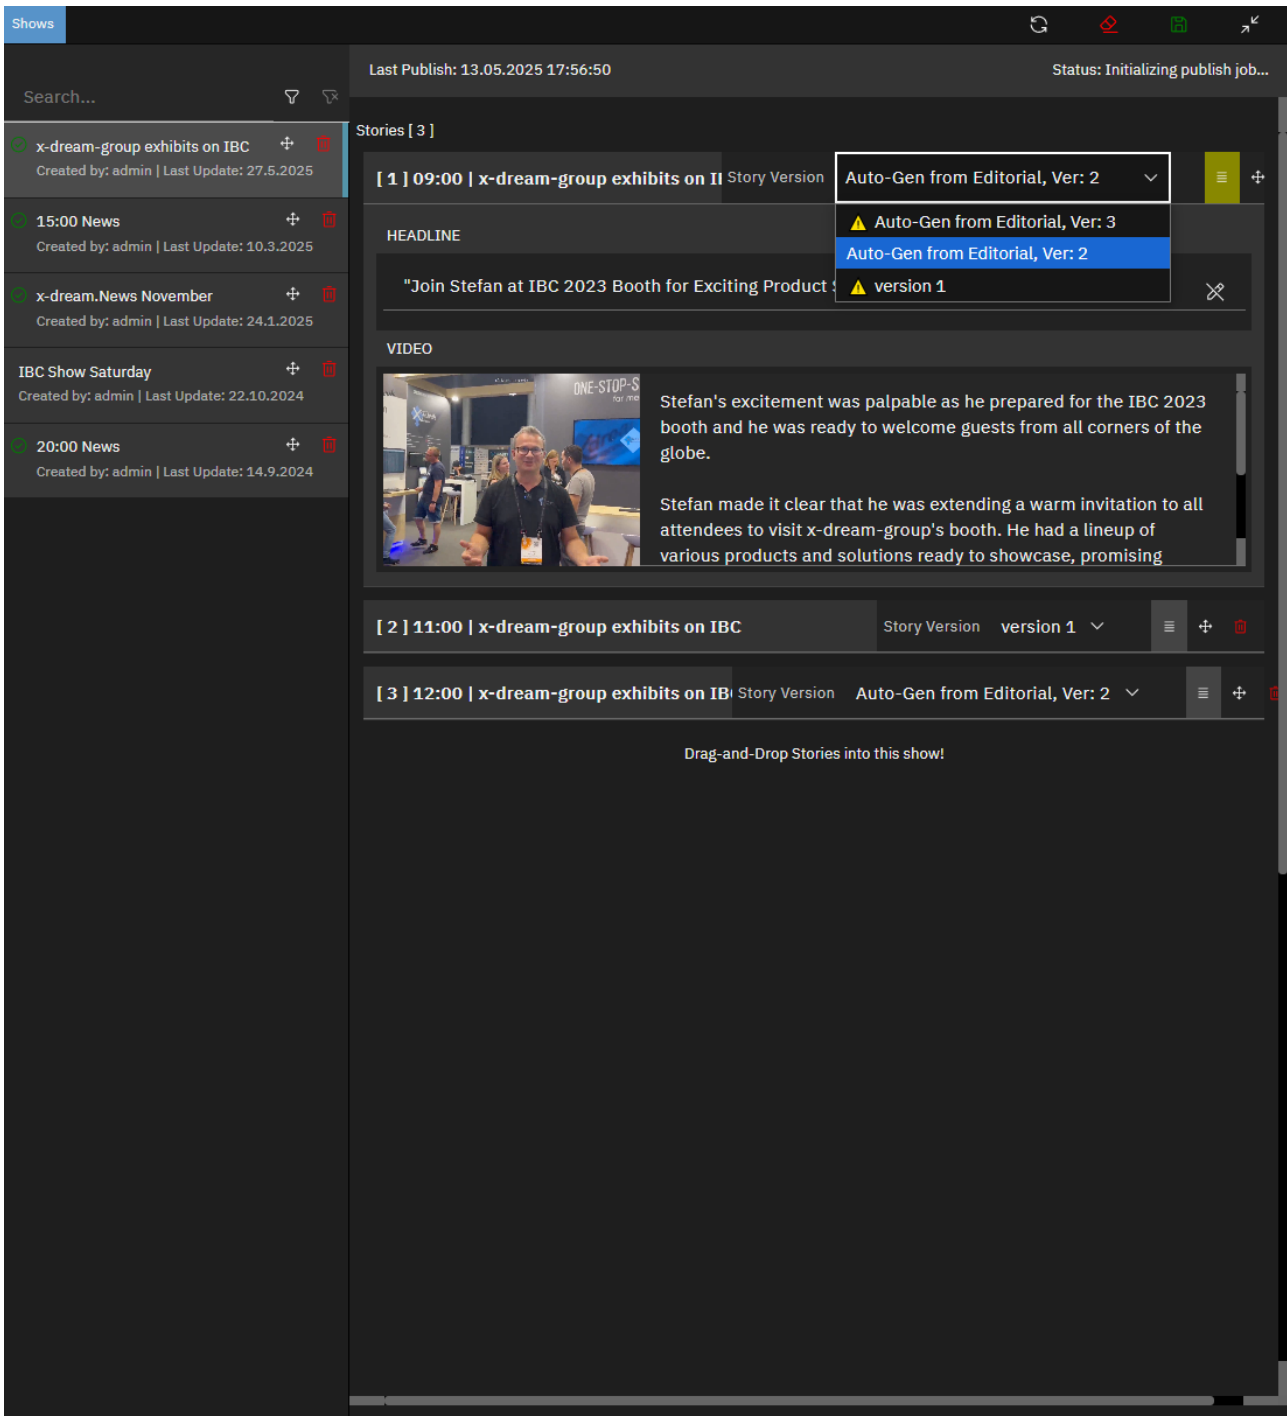 Shows
Search...
x-dream-group exhibits on IBC
Created by: admin | Last Update: 27.5.2025
15:00 News
Created by: admin | Last Update: 10.3.2025
x-dream.News November
Created by: admin | Last Update: 24.1.2025
IBC Show Saturday
Created by: admin | Last Update: 22.10.2024
20:00 News
Created by: admin | Last Update: 14.9.2024
Last Publish: 13.05.2025 17:56:50
Status: Initializing publish job...
Stories [ 3 ]
[ 1 ] 09:00 | x-dream-group exhibits on
Story Version
Auto-Gen from Editorial, Ver: 2
Auto-Gen from Editorial, Ver: 3
Auto-Gen from Editorial, Ver: 2
version 1
HEADLINE
"Join Stefan at IBC 2023 Booth for Exciting Product
VIDEO
ONE-STOP-S
for me
Stefan's excitement was palpable as he prepared for the IBC 2023
booth and he was ready to welcome guests from all corners of the
globe.
Stefan made it clear that he was extending a warm invitation to all
attendees to visit x-dream-group's booth. He had a lineup of
various products and solutions ready to showcase, promising
[ 2 ] 11:00 | x-dream-group exhibits on IBC
Story Version
version 1
[ 3 ] 12:00 | x-dream-group exhibits on IB
Story Version
Auto-Gen from Editorial, Ver: 2
Drag-and-Drop Stories into this show!